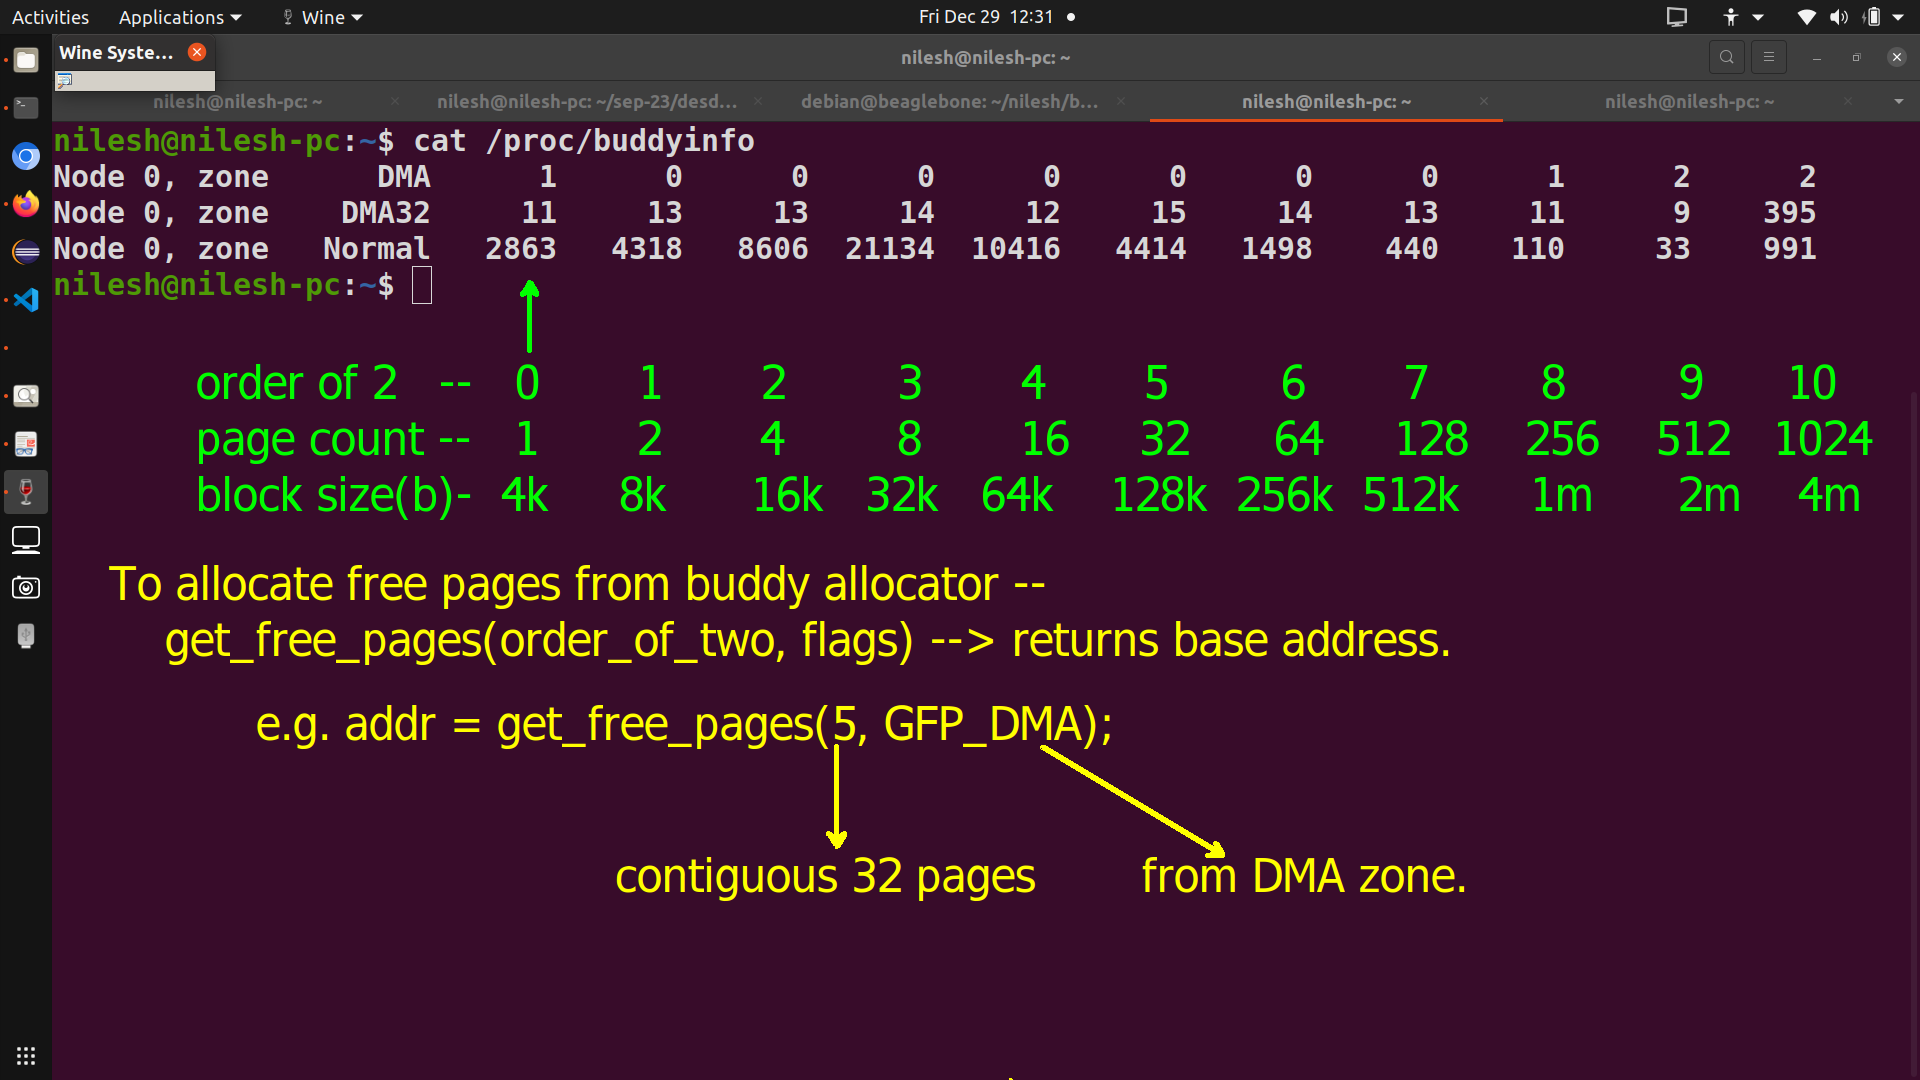 Activities Applications Wine Fri Dec 29 12:31
Wine Syste...
nilesh@nilesh-pc: ~
nilesh@nilesh-pc: ~ nilesh@nilesh-pc: ~/sep-23/desd... debian@beaglebone: ~/nilesh/b... nilesh@nilesh-pc: ~ nilesh@nilesh-pc: ~
nilesh@nilesh-pc:~$ cat /proc/buddyinfo
Node 0, zone DMA 1 0 0 0 0 0 0 0 1 2 2
Node 0, zone DMA32 11 13 13 14 12 15 14 13 11 9 395
Node 0, zone Normal 2863 4318 8606 21134 10416 4414 1498 440 110 33 991
nilesh@nilesh-pc:~$
order of 2 -- 0 1 2 3 4 5 6 7 8 9 10
page count -- 1 2 4 8 16 32 64 128 256 512 1024
block size(b)- 4k 8k 16k 32k 64k 128k 256k 512k 1m 2m 4m
To allocate free pages from buddy allocator --
get_free_pages(order_of_two, flags) --> returns base address.
e.g. addr = get_free_pages(5, GFP_DMA);
contiguous 32 pages from DMA zone.